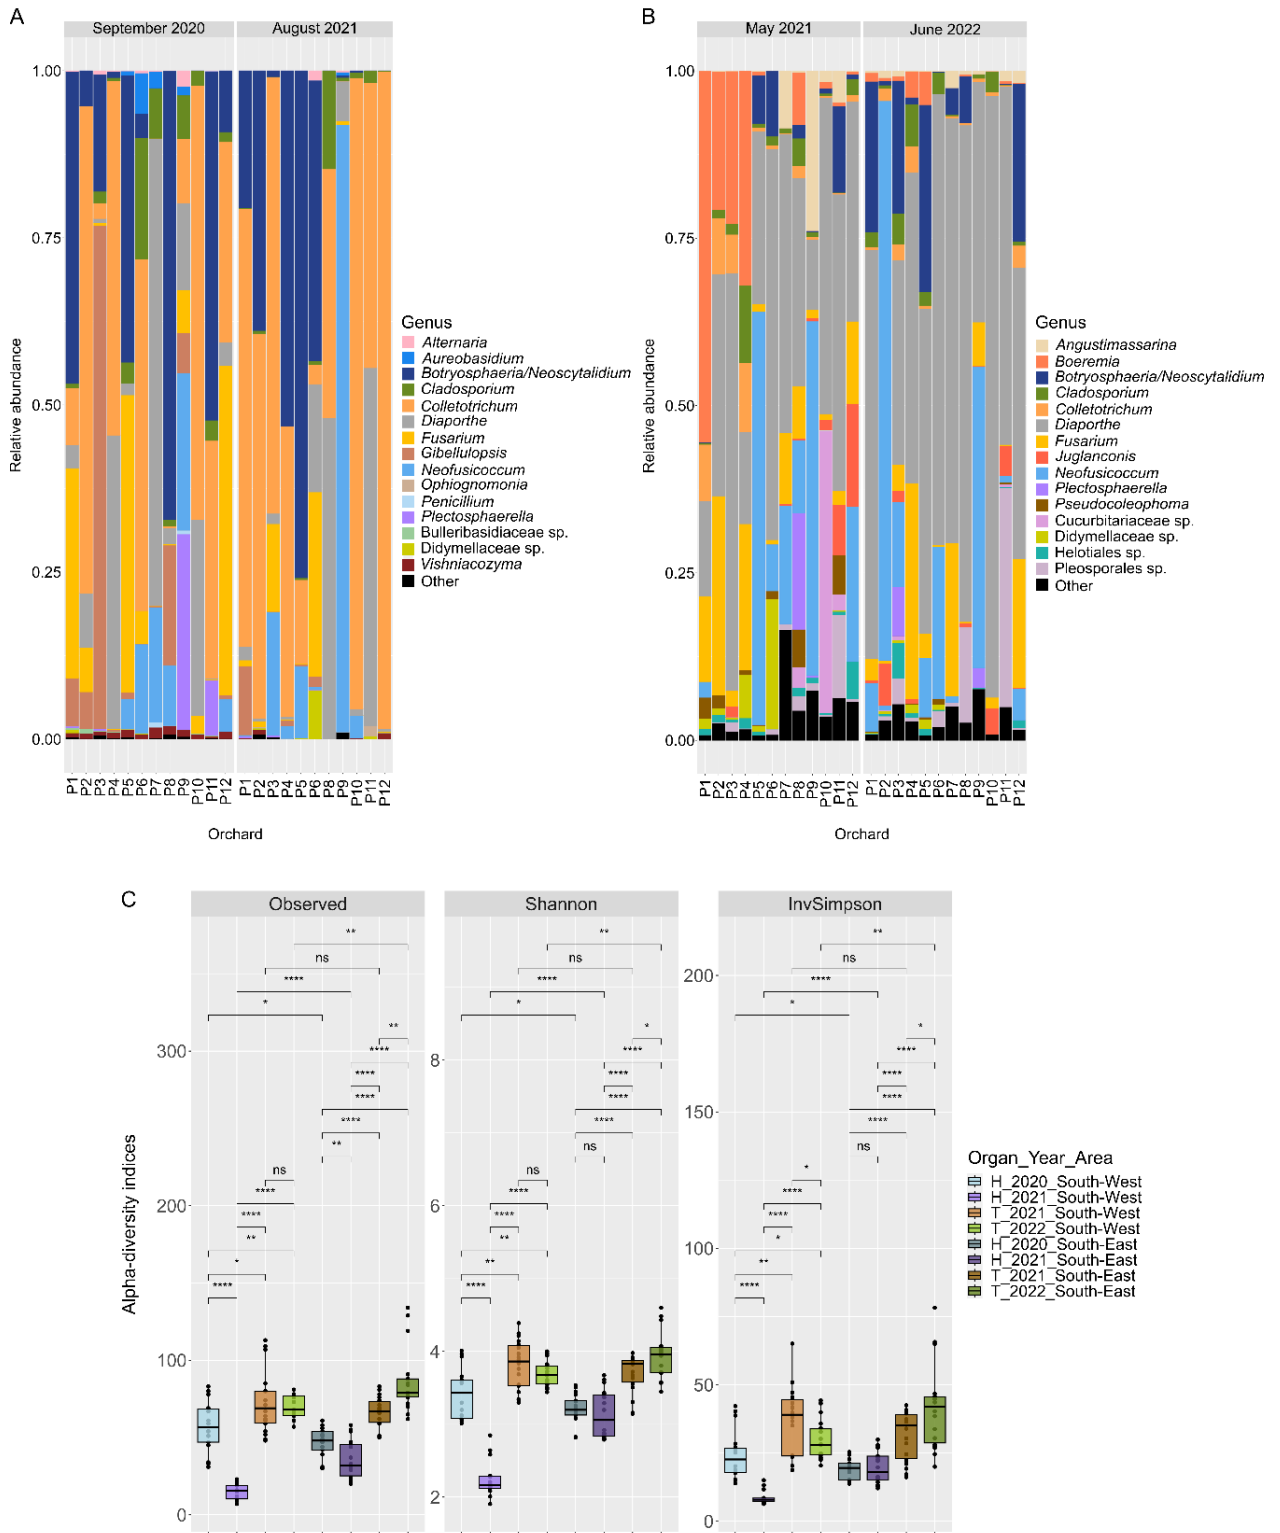 A
September 2020
August 2021
1.00
0.75
0.50
0.25
0.00
Relative abundance
P1
P2
P3
P4
P5
P6
P7
P8
P9
P10
P11
P12
P1
P2
P3
P4
P5
P6
P8
P9
P10
P11
P12
Orchard
Genus
Alternaria
Aureobasidium
Botryosphaeria/Neoscytalidium
Cladosporium
Colletotrichum
Diaporthe
Fusarium
Gibellulopsis
Neofusicoccum
Ophiognomonia
Penicillium
Plectosphaerella
Bulleribasidiaceae sp.
Didymellaceae sp.
Vishniacozyma
Other
B
May 2021
June 2022
1.00
0.75
0.50
0.25
0.00
Relative abundance
P1
P2
P3
P4
P5
P6
P7
P8
P9
P10
P11
P12
P1
P2
P3
P4
P5
P6
P7
P8
P9
P10
P11
P12
Orchard
Genus
Angustimassarina
Boeremia
Botryosphaeria/Neoscytalidium
Cladosporium
Colletotrichum
Diaporthe
Fusarium
Juglanconis
Neofusicoccum
Plectosphaerella
Pseudocoleophoma
Cucurbitariaceae sp.
Didymellaceae sp.
Helotiales sp.
Pleosporales sp.
Other
C
Observed
Shannon
InvSimpson
Alpha-diversity indices
300
200
100
0
**
ns
****
*
**
****
****
****
****
**
ns
****
****
**
*
****
8
6
4
2
**
ns
****
*
*
****
****
****
****
ns
ns
****
****
**
**
****
200
150
100
50
0
**
ns
****
*
*
****
****
****
****
ns
*
****
****
*
**
****
Organ_Year_Area
H_2020_South-West
H_2021_South-West
T_2021_South-West
T_2022_South-West
H_2020_South-East
H_2021_South-East
T_2021_South-East
T_2022_South-East